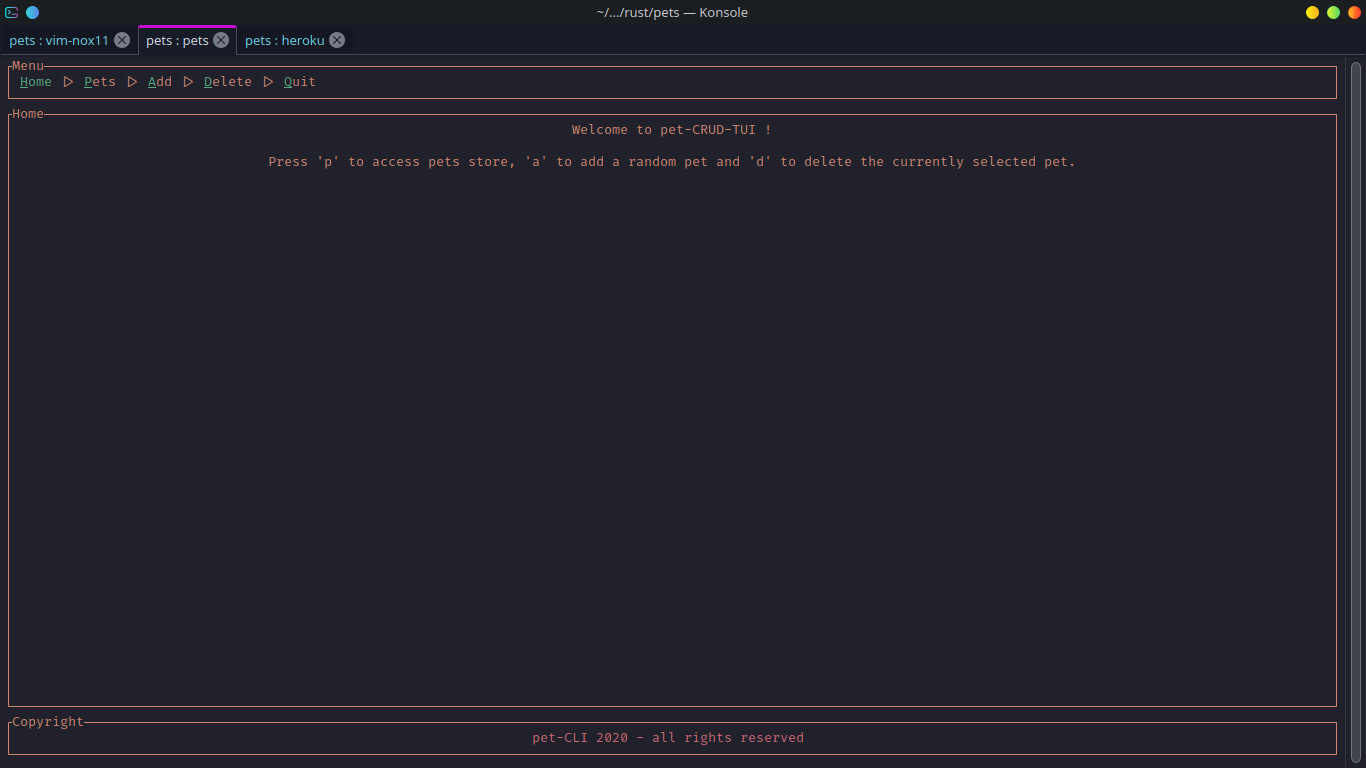 ~/.../rust/pets — Konsole
pets : vim-nox11 pets : pets pets : heroku
Menu
Home ▷ Pets ▷ Add ▷ Delete ▷ Quit
Home
Welcome to pet-CRUD-TUI !
Press 'p' to access pets store, 'a' to add a random pet and 'd' to delete the currently selected pet.
Copyright
pet-CLI 2020 - all rights reserved